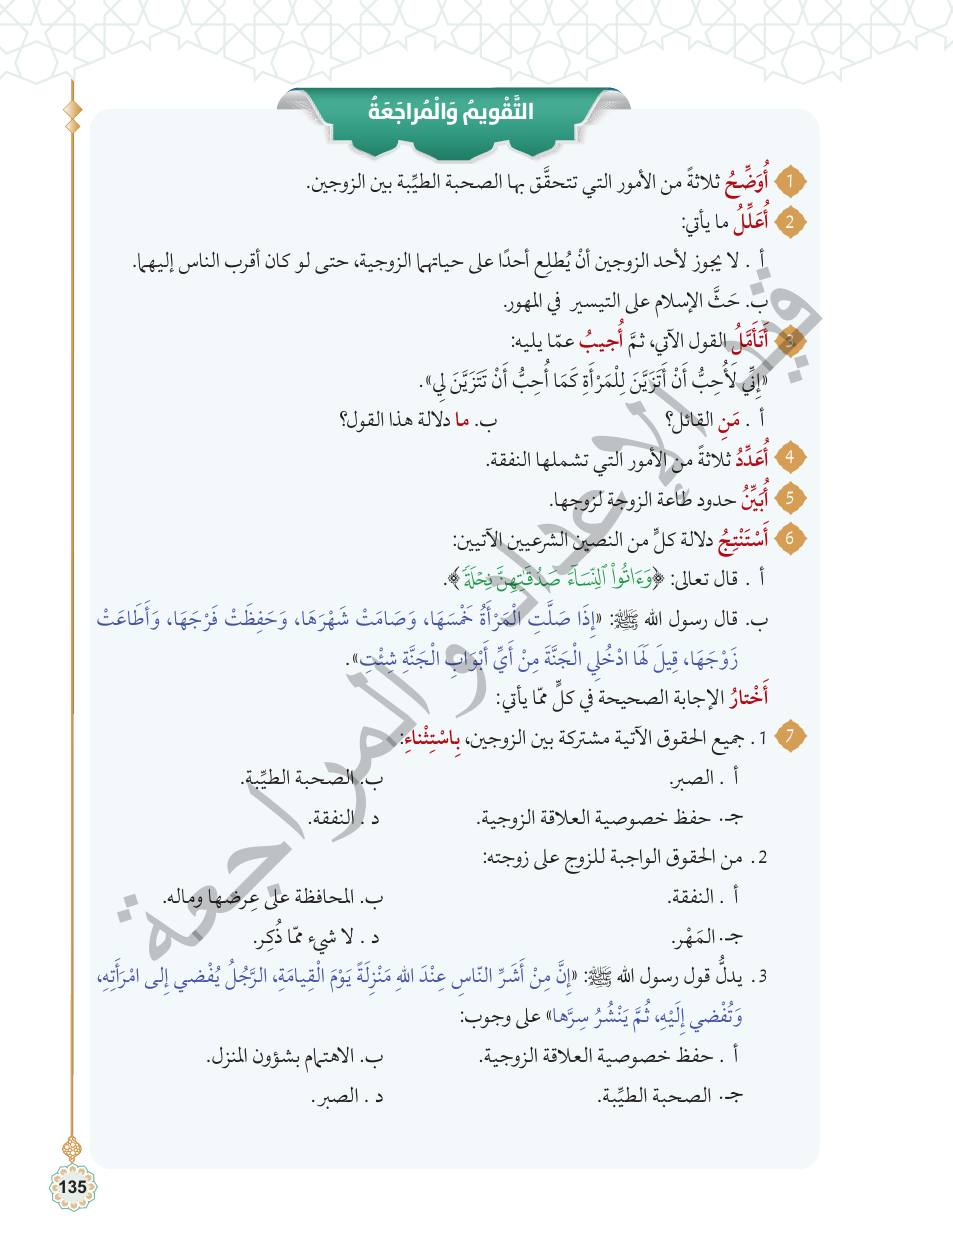 التَّقْويمُ وَالْمُراجَعَةُ
1 أُوَضِّحُ ثلاثةً من الأمور التي تتحقَّق بها الصحبة الطيِّبة بين الزوجين.
2 أُعَلِّلُ ما يأتي:
أ . لا يجوز لأحد الزوجين أنْ يُطلِع أحدًا على حياتهما الزوجية، حتى لو كان أقرب الناس إليهما.
ب. حَثَّ الإسلام على التيسير في المهور.
3 أَتَأَمَّلُ القول الآتي، ثمَّ أُجيبُ عمّا يليه:
«إِنِّي لَأُحِبُّ أَنْ أَتَزَيَّنَ لِلْمَرْأَةِ كَمَا أُحِبُّ أَنْ تَتَزَيَّنَ لِي».
أ . مَنِ القائل؟ ب. ما دلالة هذا القول؟
4 أُعَدِّدُ ثلاثةً من الأمور التي تشملها النفقة.
5 أُبَيِّنُ حدود طاعة الزوجة لزوجها.
6 أَسْتَنْتِجُ دلالة كلٍّ من النصين الشرعيين الآتيين:
أ . قال تعالى: ﴿وَءَاتُواْ ٱلنِّسَآءَ صَدُقَٰتِهِنَّ نِحۡلَةٗ﴾.
ب. قال رسول الله ﷺ: «إِذَا صَلَّتِ الْمَرْأَةُ خَمْسَهَا، وَصَامَتْ شَهْرَهَا، وَحَفِظَتْ فَرْجَهَا، وَأَطَاعَتْ
زَوْجَهَا، قِيلَ لَهَا ادْخُلِي الْجَنَّةَ مِنْ أَيِّ أَبْوَابِ الْجَنَّةِ شِئْتِ».
أَخْتارُ الإجابة الصحيحة في كلٍّ ممّا يأتي:
7 1. جميع الحقوق الآتية مشتركة بين الزوجين، بِاسْتِثْناءِ:
أ . الصبر. ب. الصحبة الطيِّبة.
جـ. حفظ خصوصية العلاقة الزوجية. د . النفقة.
2. من الحقوق الواجبة للزوج على زوجته:
أ . النفقة. ب. المحافظة على عِرضها وماله.
جـ. المَهْر. د . لا شيء ممّا ذُكِر.
3. يدلُّ قول رسول الله ﷺ: «إِنَّ مِنْ أَشَرِّ النّاسِ عِنْدَ اللهِ مَنْزِلَةً يَوْمَ الْقِيامَةِ، الرَّجُلُ يُفْضي إِلى امْرَأَتِهِ،
وَتُفْضي إِلَيْهِ، ثُمَّ يَنْشُرُ سِرَّها» على وجوب:
أ . حفظ خصوصية العلاقة الزوجية. ب. الاهتمام بشؤون المنزل.
جـ. الصحبة الطيِّبة. د . الصبر.
قيد الإعداد والمراجعة
135